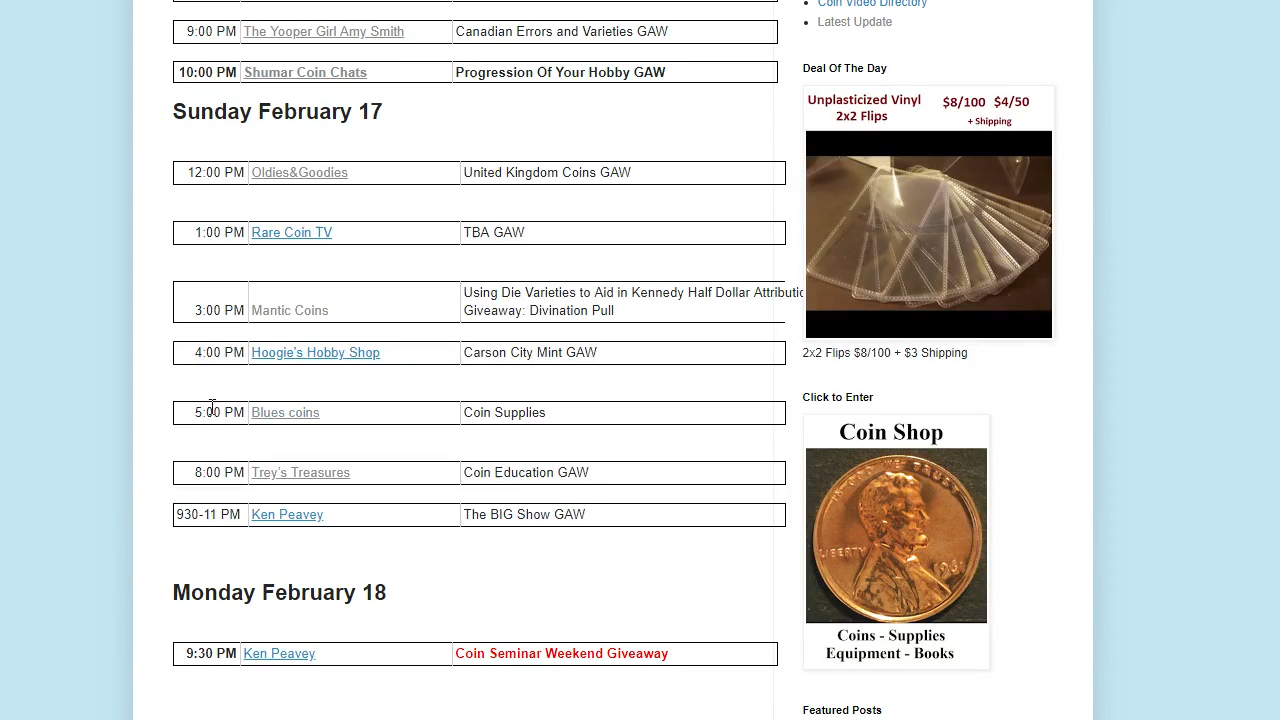 Coin Video Directory
Latest Update
9:00 PM The Yooper Girl Amy Smith Canadian Errors and Varieties GAW
10:00 PM Shumar Coin Chats Progression Of Your Hobby GAW
Sunday February 17
12:00 PM Oldies&Goodies United Kingdom Coins GAW
1:00 PM Rare Coin TV TBA GAW
Using Die Varieties to Aid in Kennedy Half Dollar Attributio
3:00 PM Mantic Coins Giveaway: Divination Pull
4:00 PM Hoogie's Hobby Shop Carson City Mint GAW
5:00 PM Blues coins Coin Supplies
8:00 PM Trey's Treasures Coin Education GAW
930-11 PM Ken Peavey The BIG Show GAW
Monday February 18
9:30 PM Ken Peavey Coin Seminar Weekend Giveaway
Deal Of The Day
Unplasticized Vinyl $8/100 $4/50
2x2 Flips + Shipping
2x2 Flips $8/100 + $3 Shipping
Click to Enter
Coin Shop
IN GOD WE TRUST
LIBERTY 1961
Coins - Supplies
Equipment - Books
Featured Posts